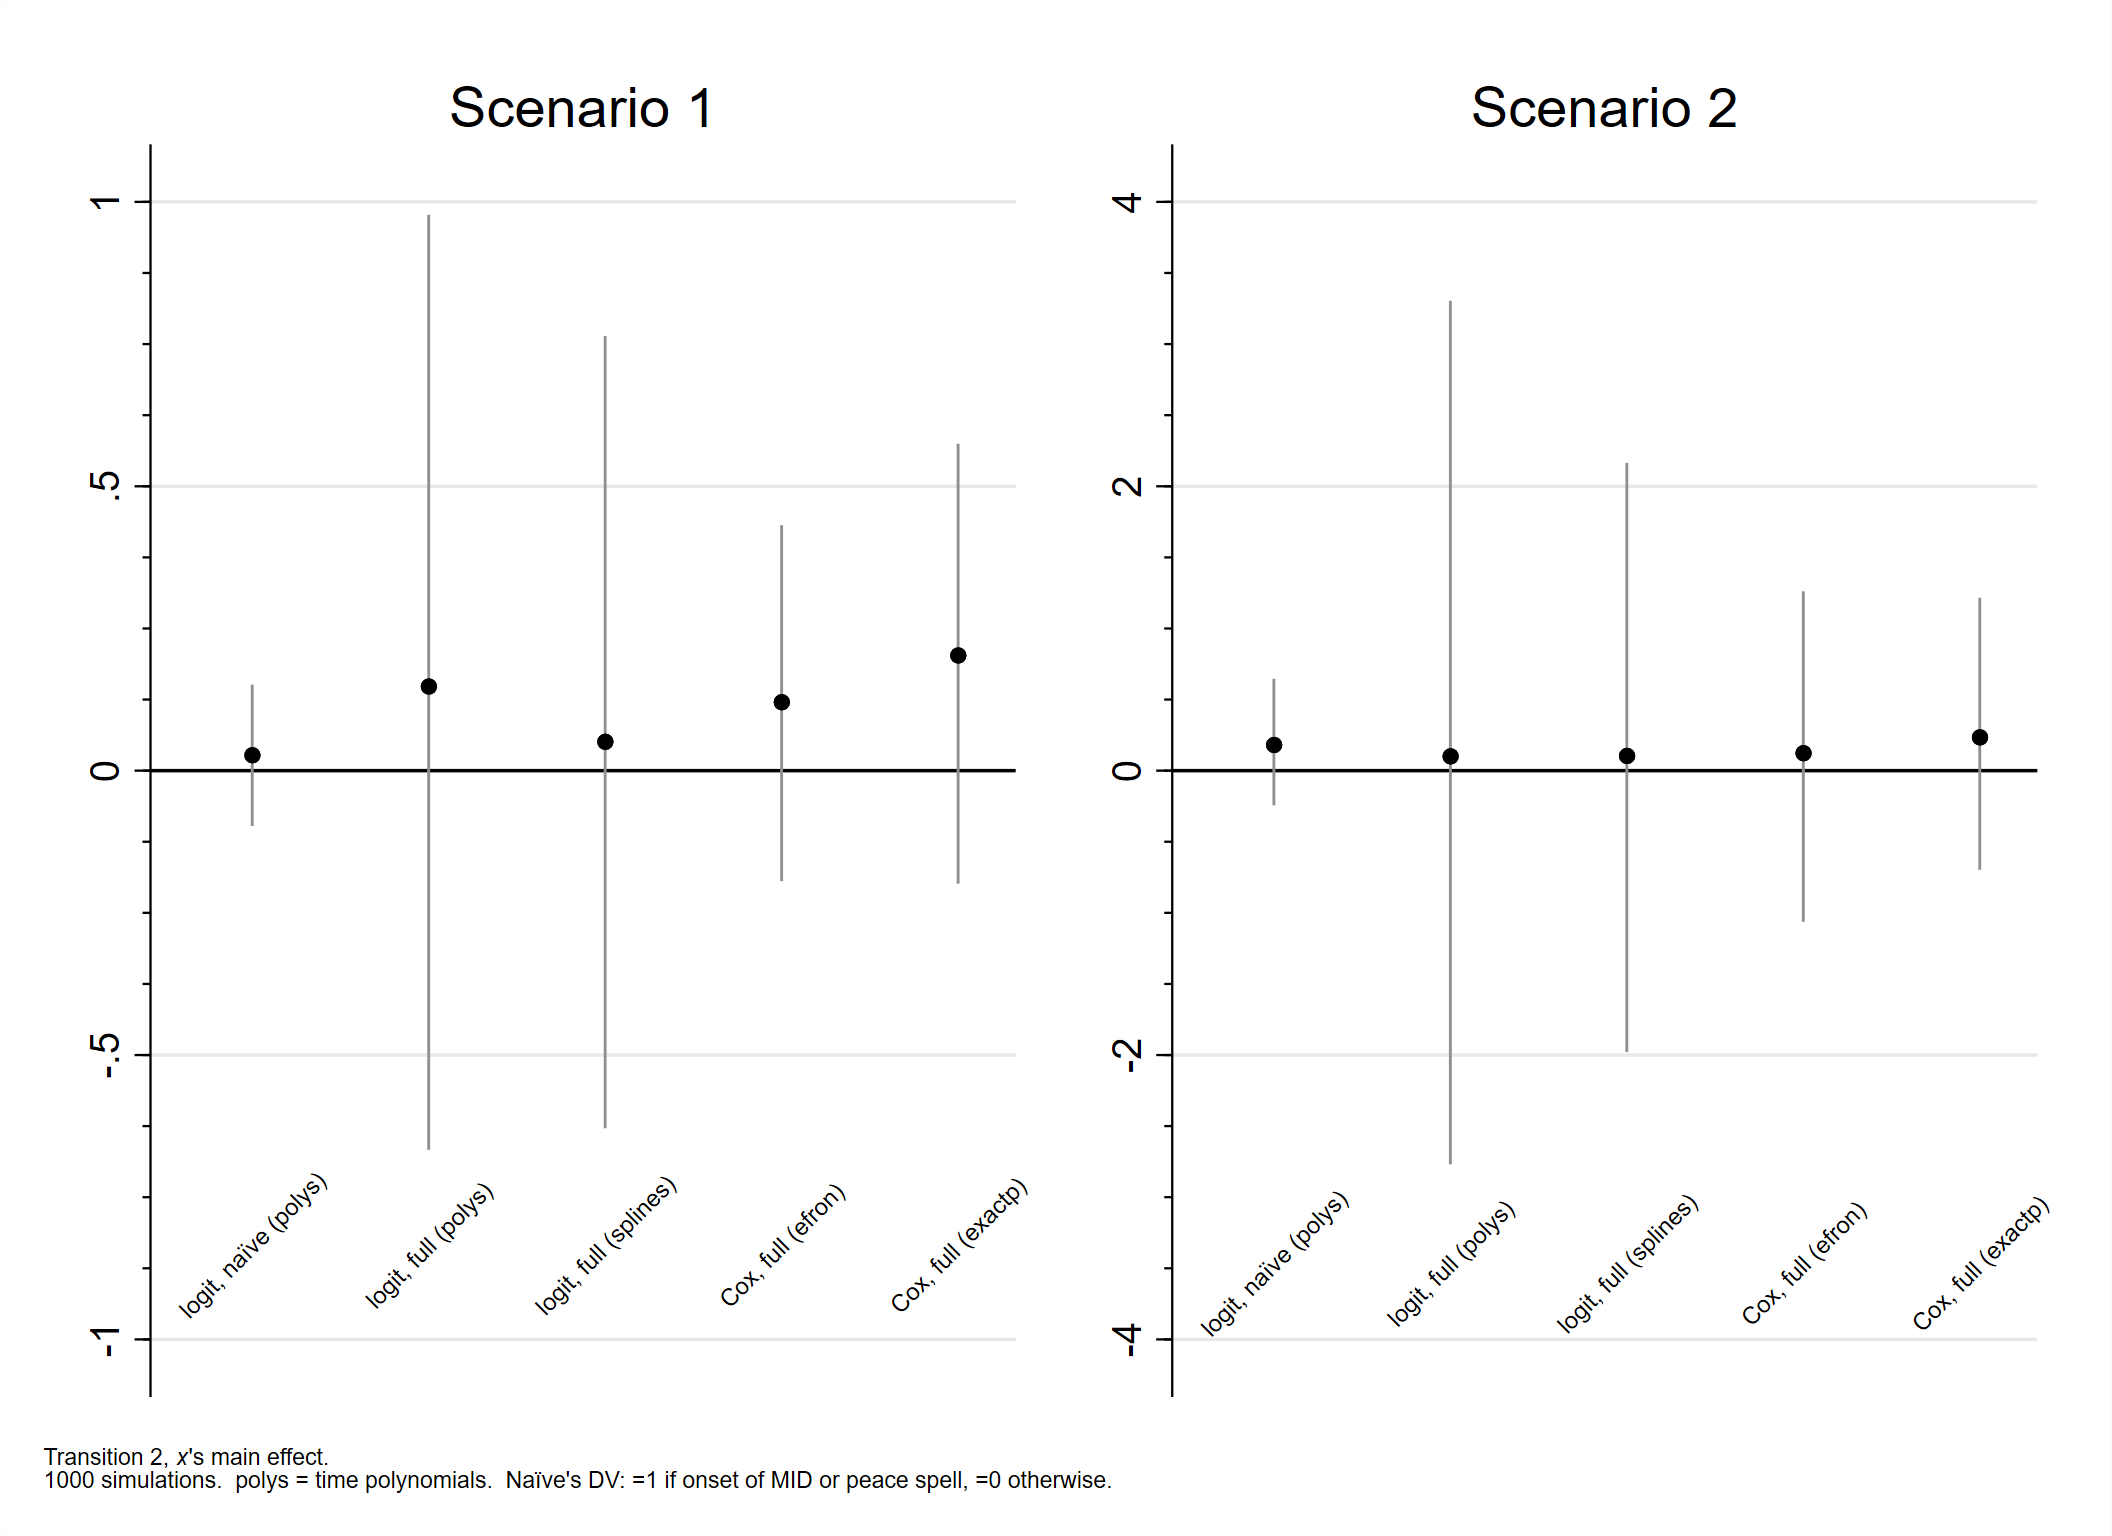 Scenario 1
1
.5
0
-.5
-1
logit, naïve (polys)
logit, full (polys)
logit, full (splines)
Cox, full (efron)
Cox, full (exactp)
Scenario 2
4
2
0
-2
-4
logit, naïve (polys)
logit, full (polys)
logit, full (splines)
Cox, full (efron)
Cox, full (exactp)
Transition 2, x's main effect.
1000 simulations.  polys = time polynomials.  Naïve's DV: =1 if onset of MID or peace spell, =0 otherwise.